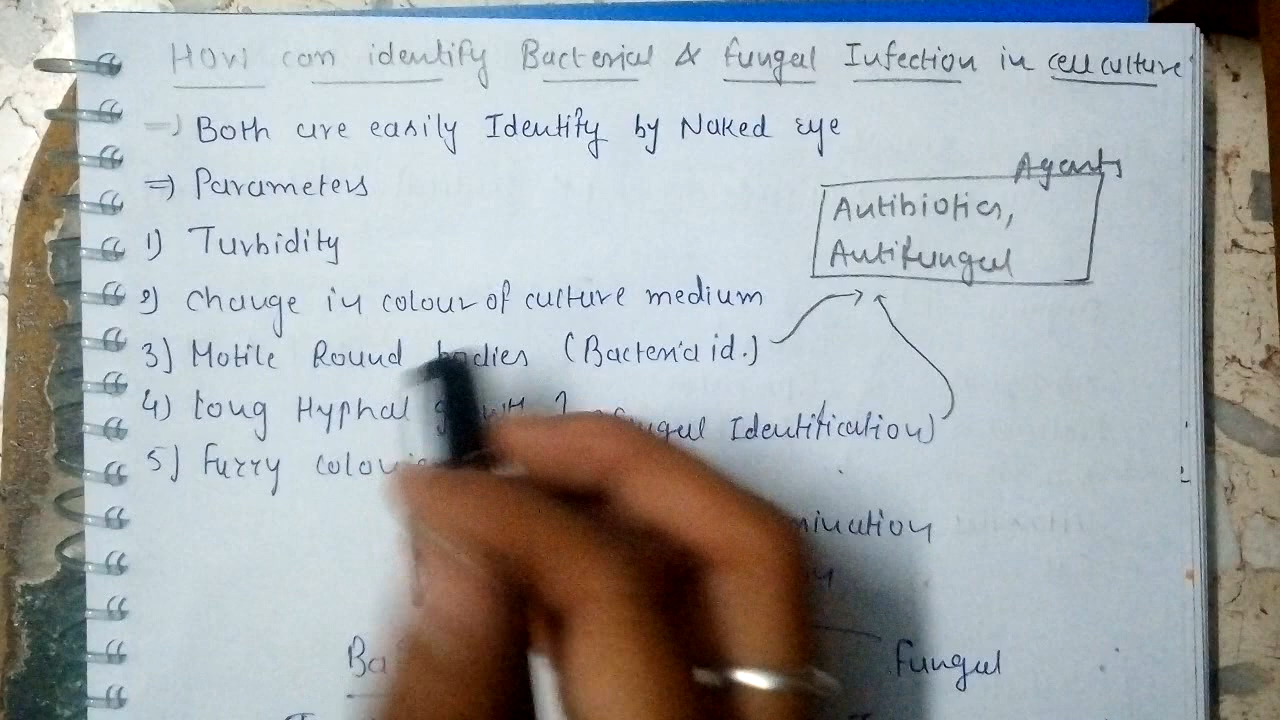 How can identify Bacterial & fungal Infection in cell culture
=) Both are easily Identify by Naked eye
=) Parameters
Agents
Antibiotics,
Antifungal
1) Turbidity
2) change in colour of culture medium
3) Motile Round bodies (Bacteria id.)
4) Long Hyphal Identification)
5) furry
fungal